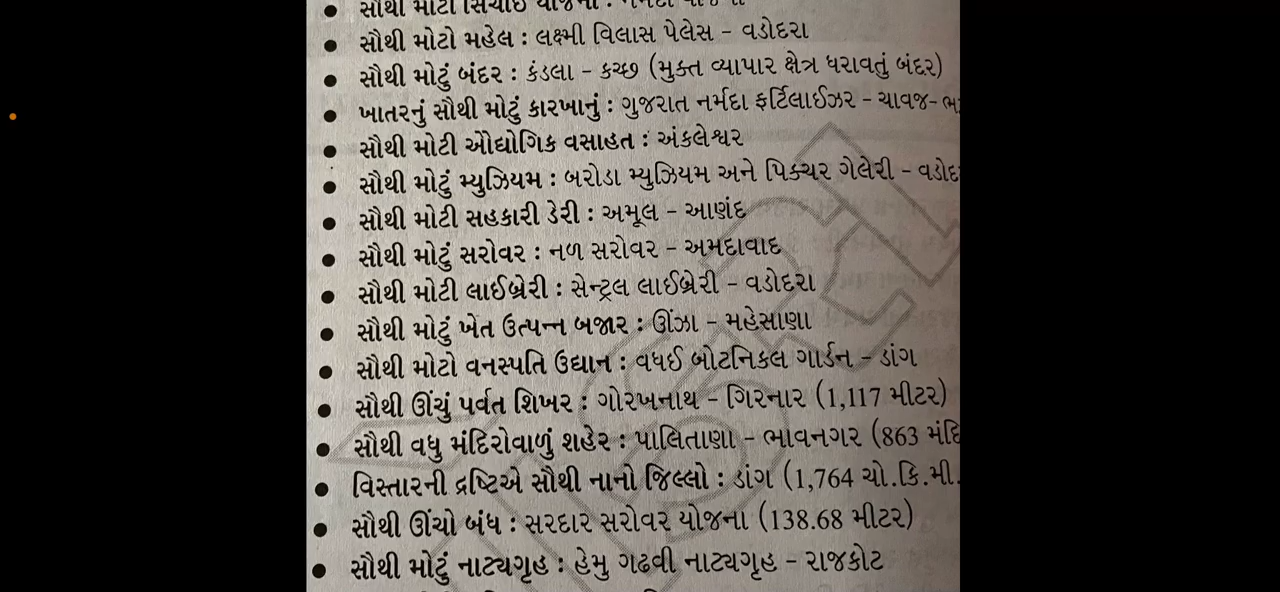 • સૌથી મોટી સિંચાઈ યોજના : નર્મદા યોજના
• સૌથી મોટો મહેલ : લક્ષ્મી વિલાસ પેલેસ - વડોદરા
• સૌથી મોટું બંદર : કંડલા - કચ્છ (મુક્ત વ્યાપાર ક્ષેત્ર ધરાવતું બંદર)
• ખાતરનું સૌથી મોટું કારખાનું : ગુજરાત નર્મદા ફર્ટિલાઈઝર - ચાવજ-
• સૌથી મોટી ઔદ્યોગિક વસાહત : અંકલેશ્વર
• સૌથી મોટું મ્યુઝિયમ : બરોડા મ્યુઝિયમ અને પિક્ચર ગેલેરી -
• સૌથી મોટી સહકારી ડેરી : અમૂલ - આણંદ
• સૌથી મોટું સરોવર : નળ સરોવર - અમદાવાદ
• સૌથી મોટી લાઈબ્રેરી : સેન્ટ્રલ લાઈબ્રેરી - વડોદરા
• સૌથી મોટું ખેત ઉત્પન્ન બજાર : ઊંઝા - મહેસાણા
• સૌથી મોટો વનસ્પતિ ઉદ્યાન : વઘઈ બોટનિકલ ગાર્ડન - ડાંગ
• સૌથી ઊંચું પર્વત શિખર : ગોરખનાથ - ગિરનાર (1,117 મીટર)
• સૌથી વધુ મંદિરોવાળું શહેર : પાલિતાણા - ભાવનગર (863
• વિસ્તારની દ્રષ્ટિએ સૌથી નાનો જિલ્લો : ડાંગ (1,764 ચો.કિ.મી.
• સૌથી ઊંચો બંધ : સરદાર સરોવર યોજના (138.68 મીટર)
• સૌથી મોટું નાટ્યગૃહ : હેમુ ગઢવી નાટ્યગૃહ - રાજકોટ